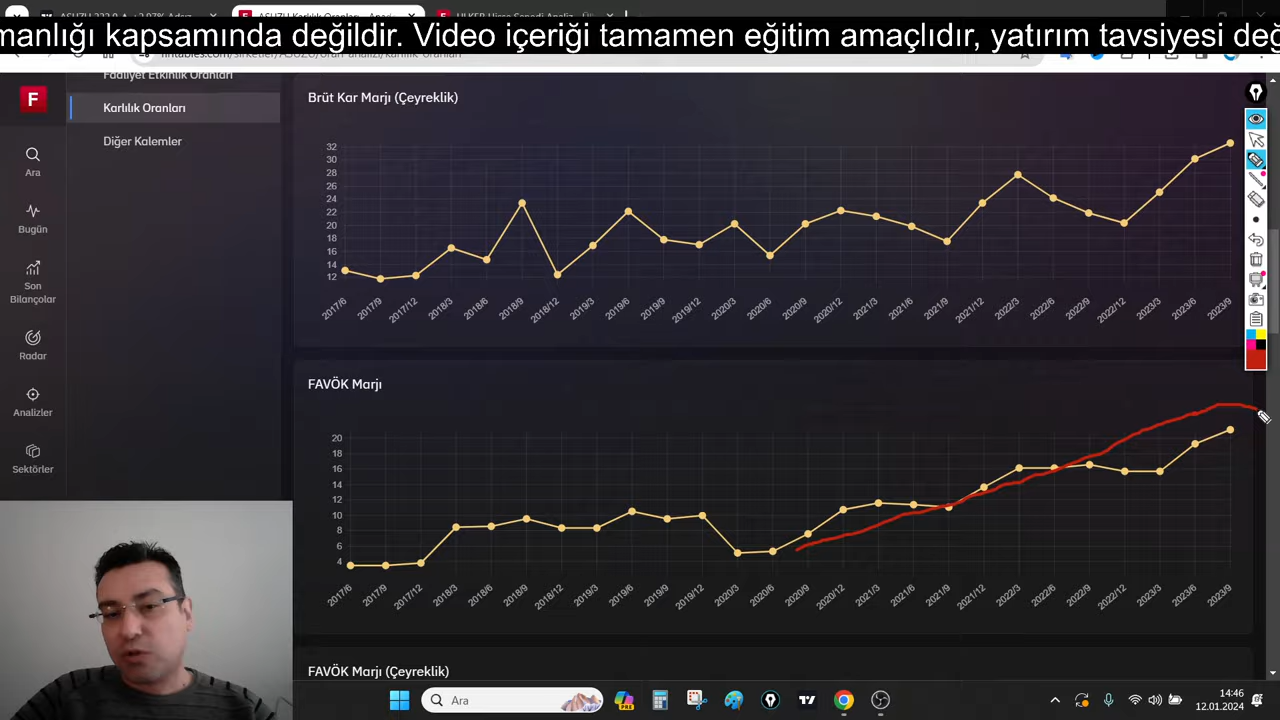 manlığı kapsamında değildir. Video içeriği tamamen eğitim amaçlıdır, yatırım tavsiyesi değ
Faaliyet Etkinlik Oranları
Karlılık Oranları
Diğer Kalemler
F
Ara
Bugün
Son
Bilançolar
Radar
Analizler
Sektörler
Brüt Kar Marjı (Çeyreklik)
32
30
28
26
24
22
20
18
16
14
12
2017/6 2017/9 2017/12 2018/3 2018/6 2018/9 2018/12 2019/3 2019/6 2019/9 2019/12 2020/3 2020/6 2020/9 2020/12 2021/3 2021/6 2021/9 2021/12 2022/3 2022/6 2022/9 2022/12 2023/3 2023/6 2023/9
FAVÖK Marjı
20
18
16
14
12
10
8
6
4
2017/6 2017/9 2017/12 2018/3 2018/6 2018/9 2018/12 2019/3 2019/6 2019/9 2019/12 2020/3 2020/6 2020/9 2020/12 2021/3 2021/6 2021/9 2021/12 2022/3 2022/6 2022/9 2022/12 2023/3 2023/6 2023/9
FAVÖK Marjı (Çeyreklik)
Ara
14:46
12.01.2024